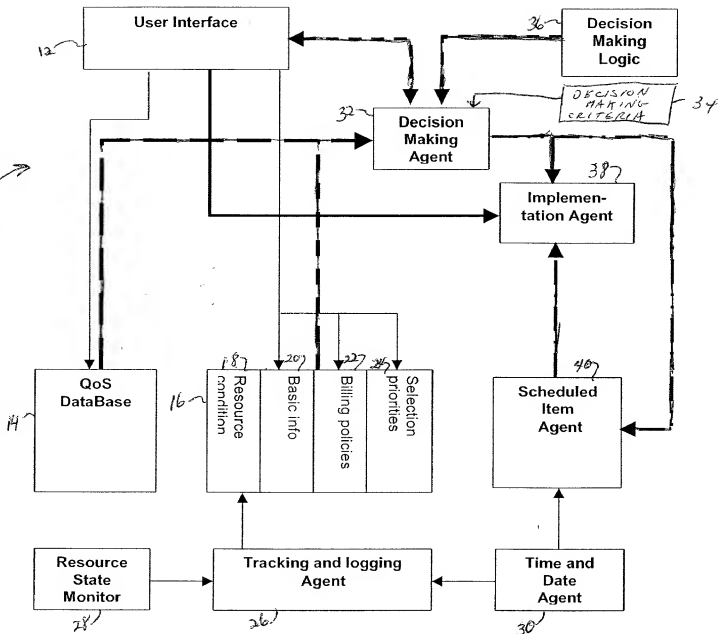 User Interface
12
36
Decision
Making
Logic
32
Decision
Making
Agent
DECISION
MAKING
CRITERIA
34
38
Implemen-
tation Agent
QoS
DataBase
14
16
18
Resource
condition
20
Basic info
22
Billing policies
24
Selection
priorities
40
Scheduled
Item
Agent
Resource
State
Monitor
28
Tracking and logging
Agent
26
Time and
Date
Agent
30